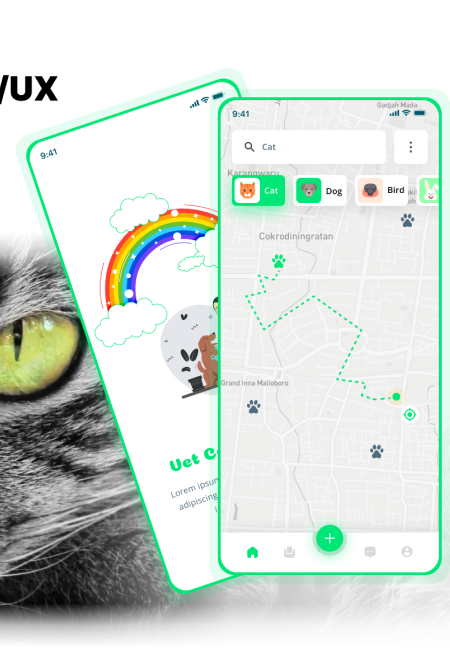 /UX
9:41
Vet
Lorem ipsum
adipiscing
9:41
Gadjah Mada
Cat
Karangwaru
Cat
Dog
Bird
Cokrodiningratan
Grand Inna Malioboro